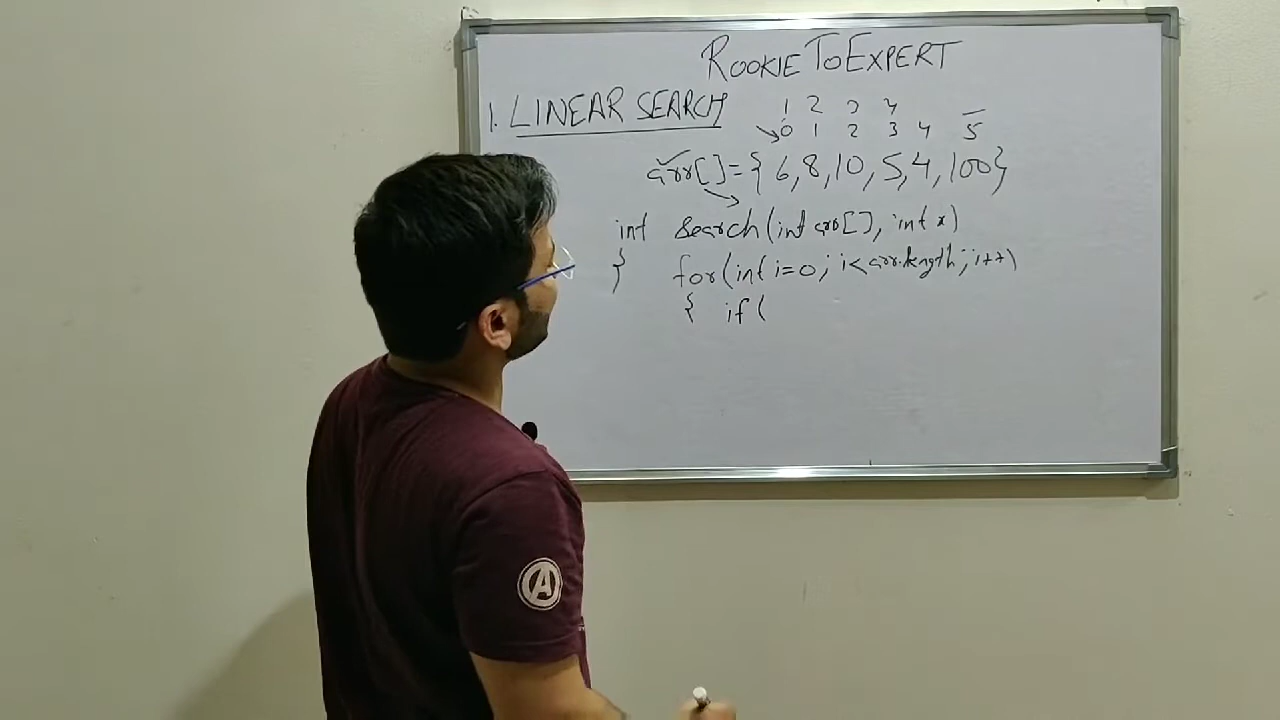 ROOKIETOEXPERT
1. LINEAR SEARCH
1 2 3 4
0 1 2 3 4 5
arr[]={6,8,10,5,4,100}
int search(int arr[], int x)
} for(int i=0; i<arr.length; i++)
{ if(
A